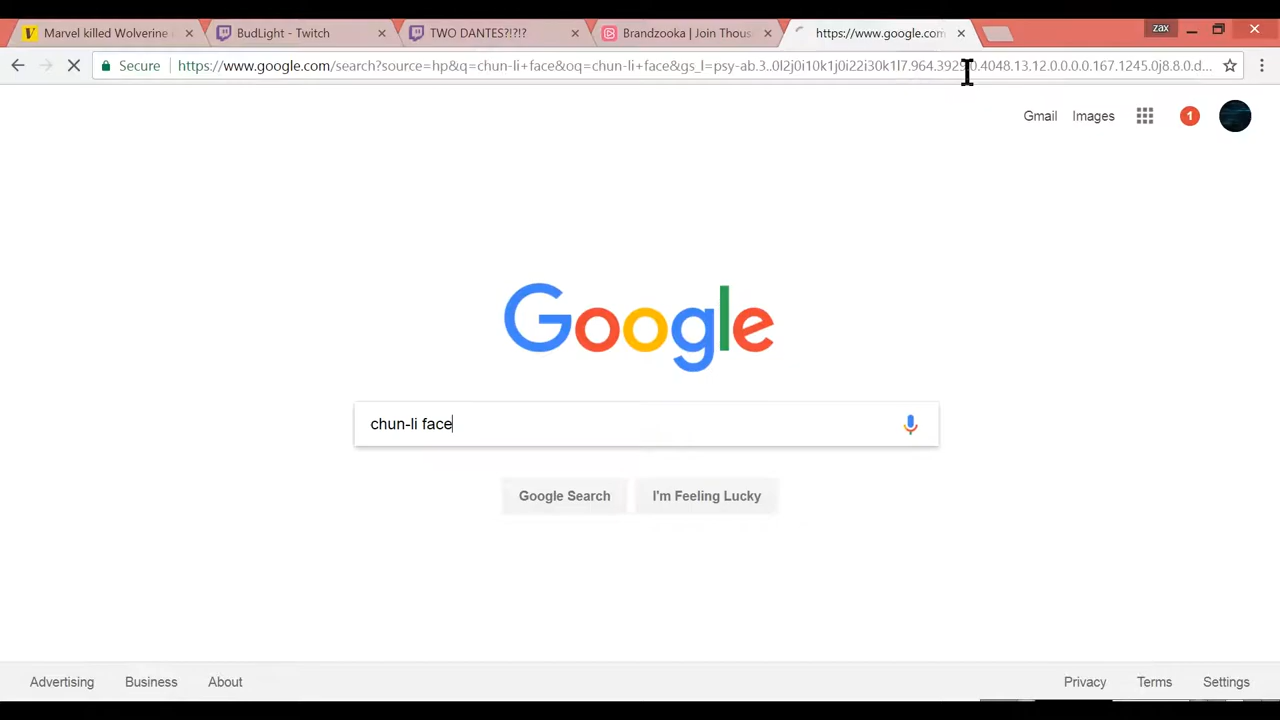 Marvel killed Wolverine
BudLight - Twitch
TWO DANTES?!?!?
Brandzooka | Join Thous
https://www.google.com
zax
Secure
https://www.google.com/search?source=hp&q=chun-li+face&oq=chun-li+face&gs_l=psy-ab.3..0l2j0i10k1j0i22i30k1l7.964.3929.0.4048.13.12.0.0.0.0.167.1245.0j8.8.0.d...
Gmail
Images
1
Google
chun-li face
Google Search
I'm Feeling Lucky
Advertising
Business
About
Privacy
Terms
Settings